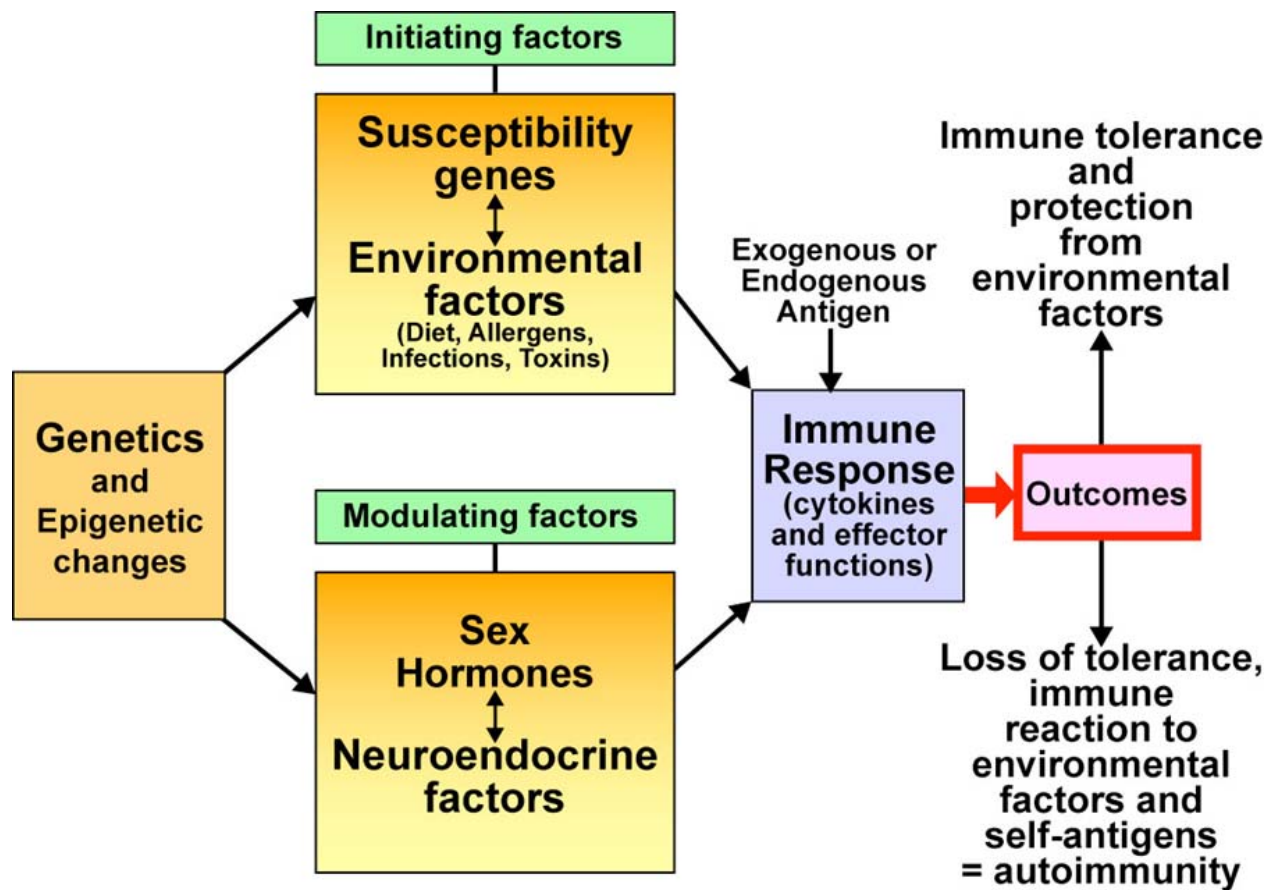 Initiating factors
Susceptibility
genes
Environmental
factors
(Diet, Allergens,
Infections, Toxins)
Genetics
and
Epigenetic
changes
Modulating factors
Sex
Hormones
Neuroendocrine
factors
Exogenous or
Endogenous
Antigen
Immune
Response
(cytokines
and effector
functions)
Outcomes
Immune tolerance
and
protection
from
environmental
factors
Loss of tolerance,
immune
reaction to
environmental
factors and
self-antigens
= autoimmunity